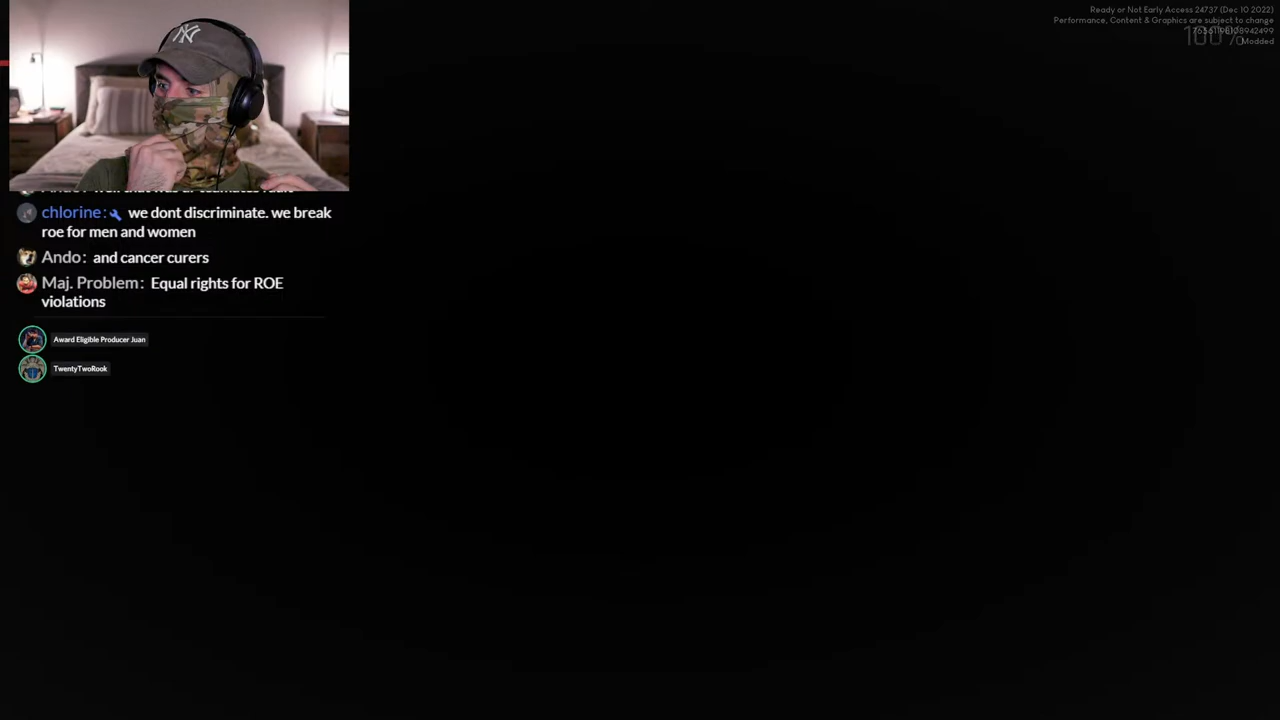 Ready or Not Early Access 24737 (Dec 10 2022)
Performance, Content & Graphics are subject to change
100%
Modded
NY
chlorine: we dont discriminate. we break
roe for men and women
Ando: and cancer curers
Maj. Problem: Equal rights for ROE
violations
Award Eligible Producer Juan
TwentyTwoRook